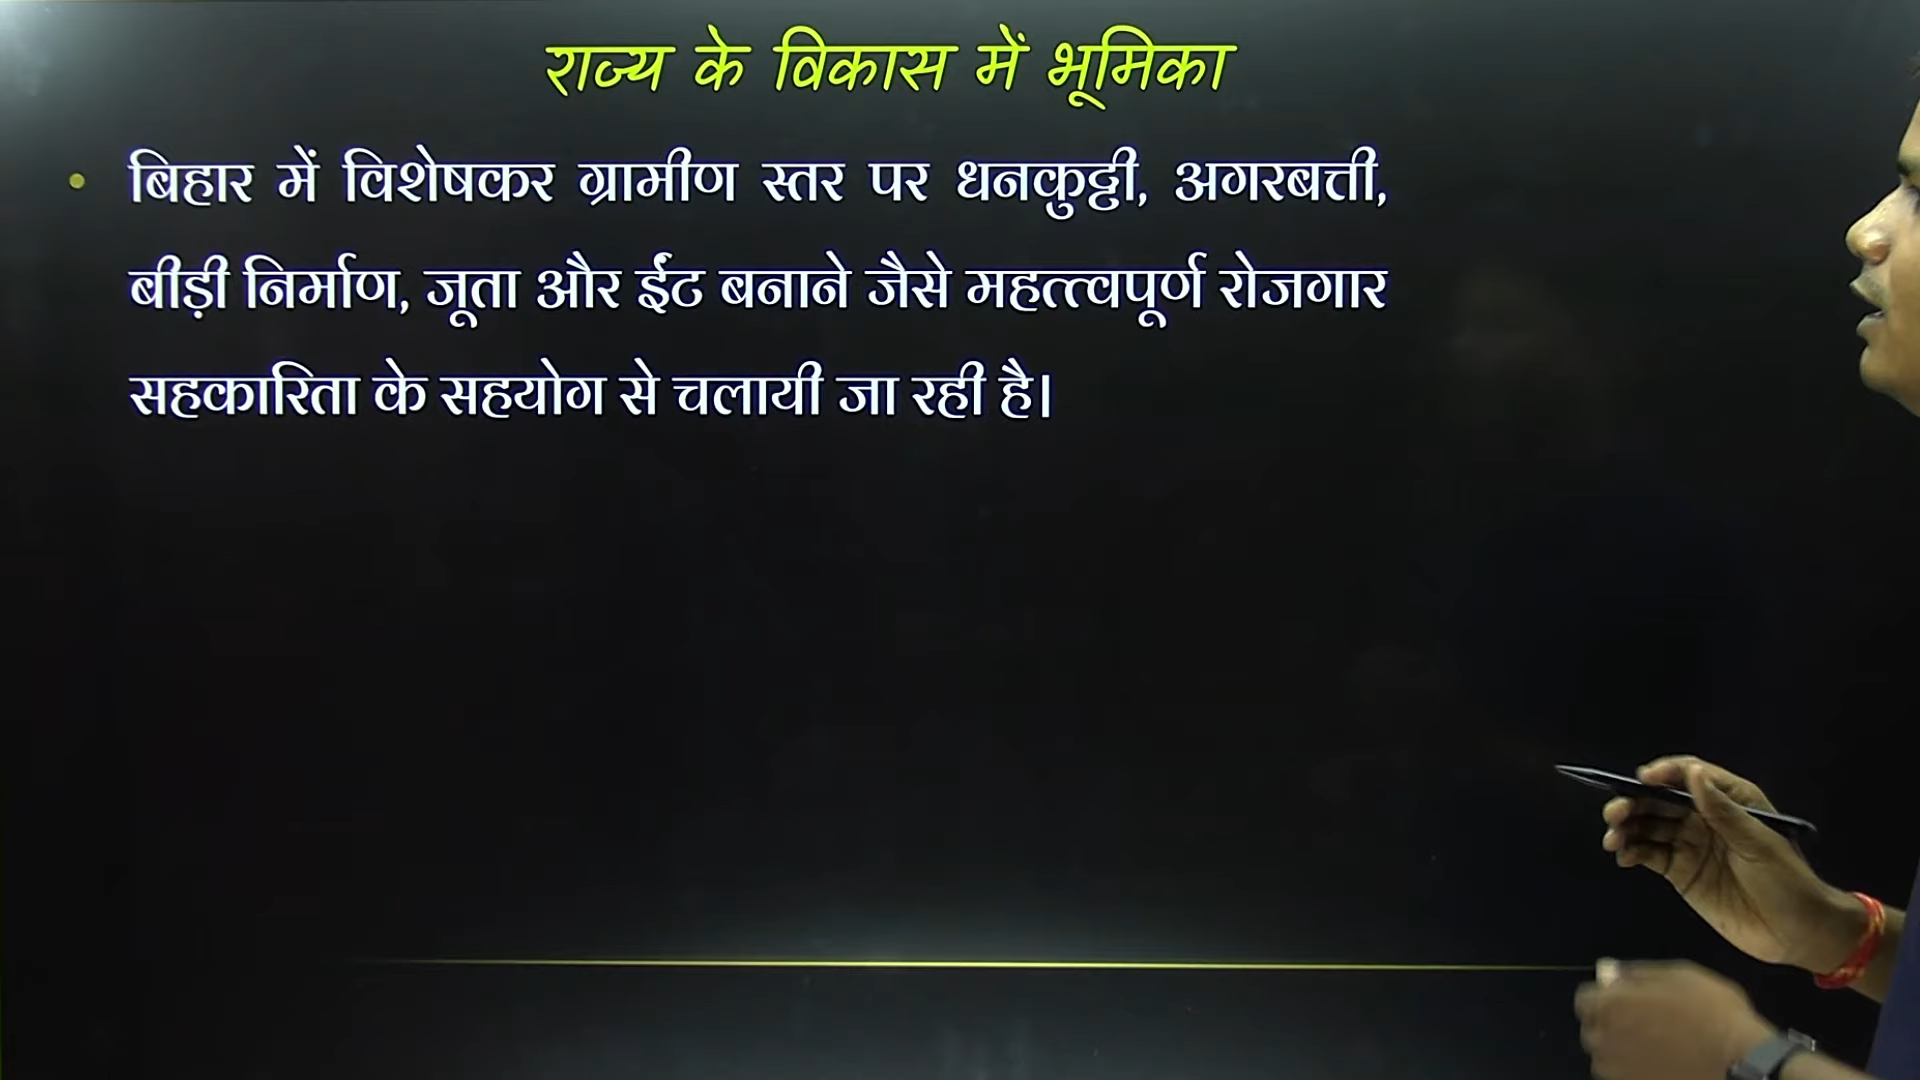 राज्य के विकास में भूमिका
• बिहार में विशेषकर ग्रामीण स्तर पर धनकुट्टी, अगरबत्ती,
बीड़ी निर्माण, जूता और ईंट बनाने जैसे महत्त्वपूर्ण रोजगार
सहकारिता के सहयोग से चलायी जा रही है।